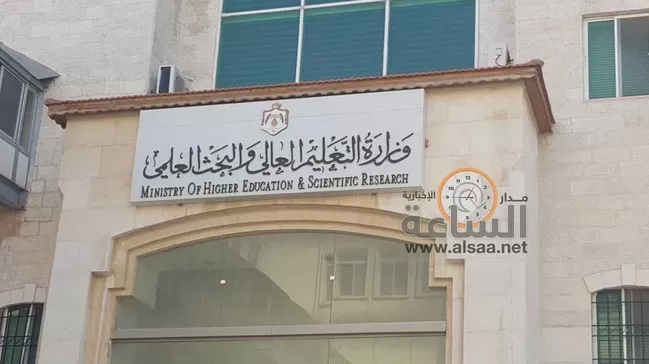 وزارة التعليم العالي والبحث العلمي
MINISTRY OF HIGHER EDUCATION & SCIENTIFIC RESEARCH
مدار
الإخبارية
الساعة
www.alsaa.net